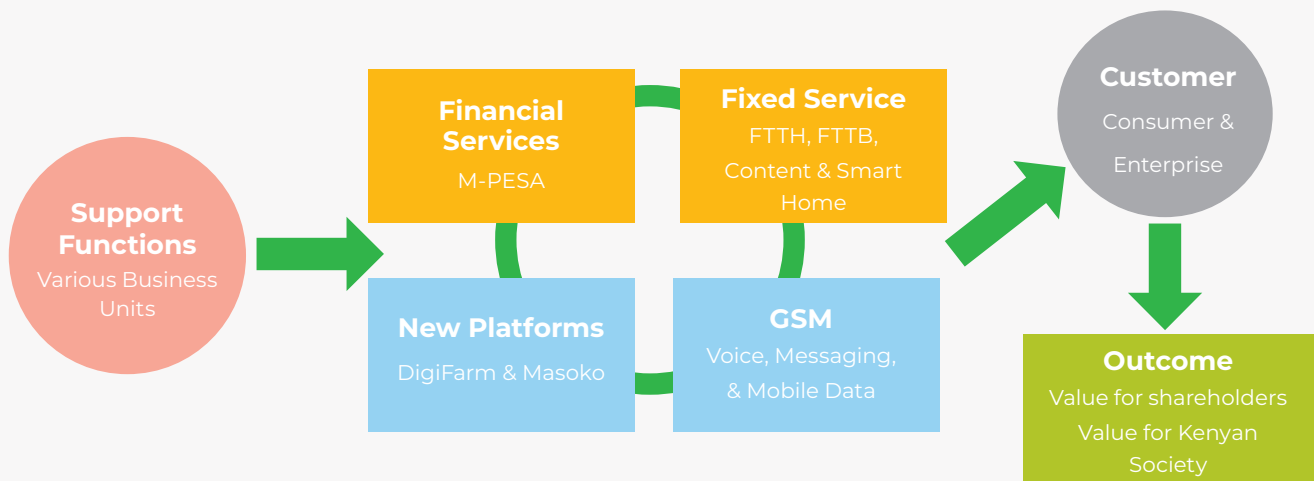 Support
Functions
Various Business
Units
Financial
Services
M-PESA
Fixed Service
FTTH, FTTB,
Content & Smart
Home
New Platforms
DigiFarm & Masoko
GSM
Voice, Messaging,
& Mobile Data
Customer
Consumer &
Enterprise
Outcome
Value for shareholders
Value for Kenyan
Society